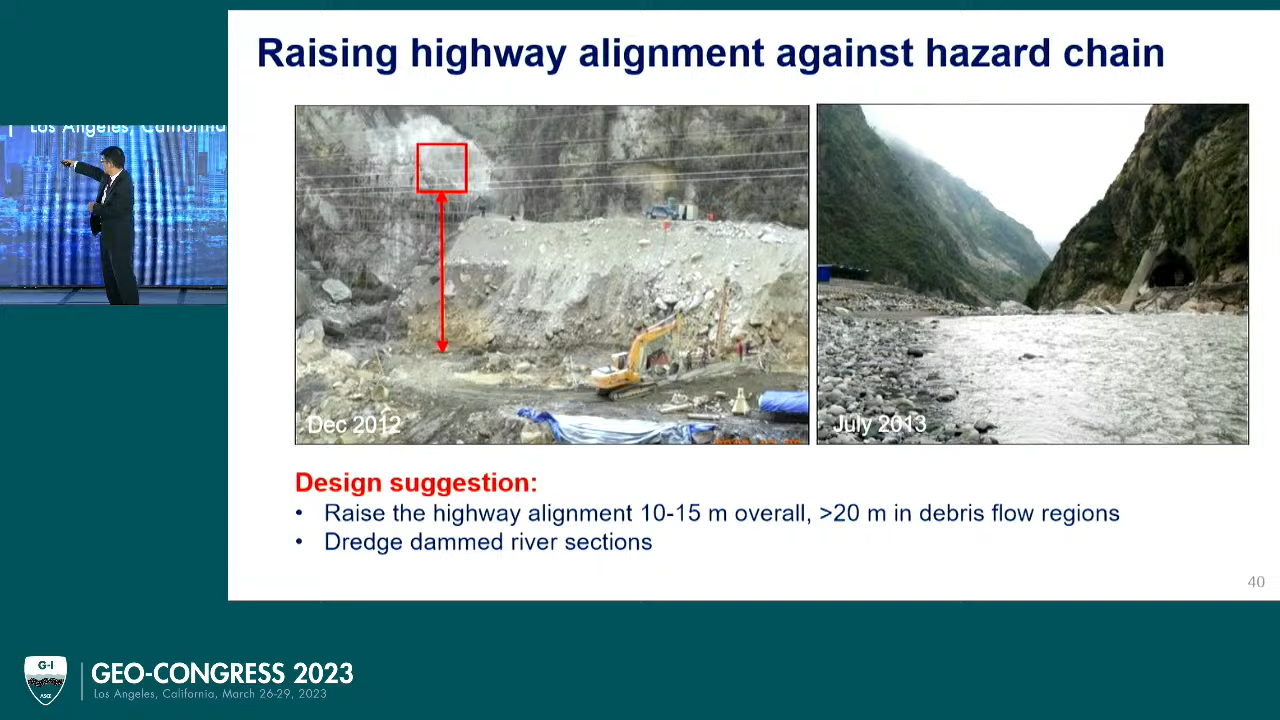 Raising highway alignment against hazard chain
Los Angeles, California
Dec 2012
July 2013
Design suggestion:
• Raise the highway alignment 10-15 m overall, >20 m in debris flow regions
• Dredge dammed river sections
40
G-I
ASCE
GEO-CONGRESS 2023
Los Angeles, California, March 26-29, 2023